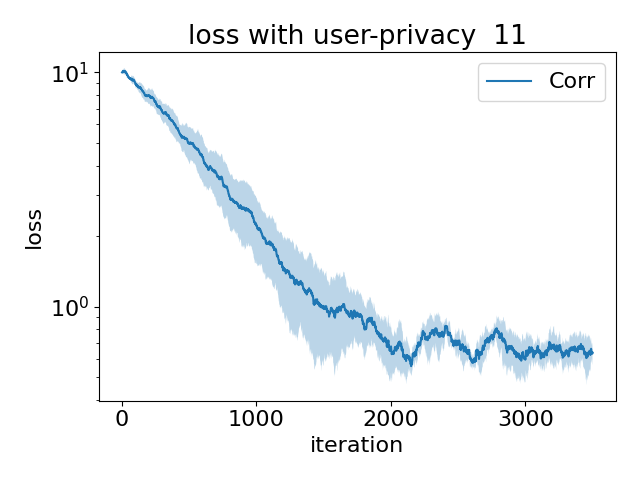 loss with user-privacy 11
Corr
10¹
10⁰
loss
0 1000 2000 3000
iteration